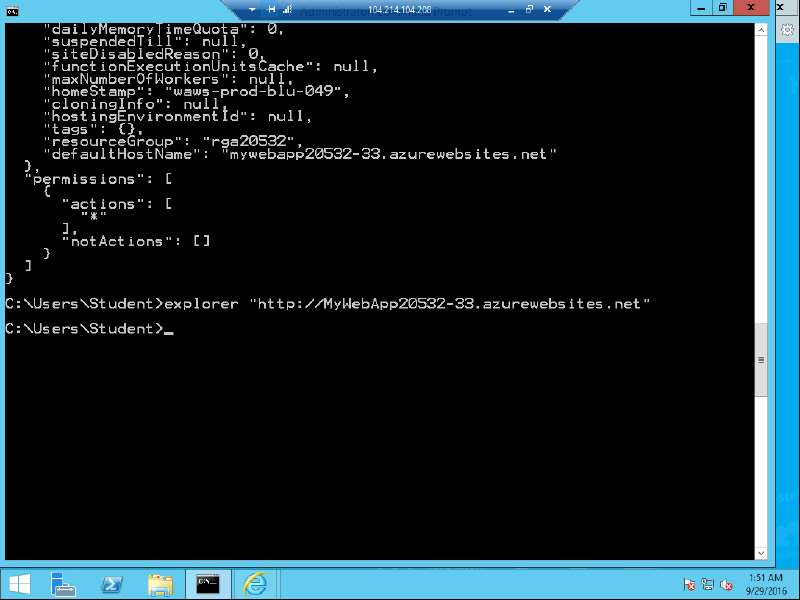 104.214.104.208
"dailyMemoryTimeQuota": 0,
"suspendedTill": null,
"siteDisabledReason": 0,
"functionExecutionUnitsCache": null,
"maxNumberOfWorkers": null,
"homeStamp": "waws-prod-blu-049",
"cloningInfo": null,
"hostingEnvironmentId": null,
"tags": {},
"resourceGroup": "rga20532",
"defaultHostName": "mywebapp20532-33.azurewebsites.net"
},
"permissions": [
{
"actions": [
"*"
],
"notActions": []
}
]
}
C:\Users\Student>explorer "http://MyWebApp20532-33.azurewebsites.net"
C:\Users\Student>_
1:51 AM
9/29/2016